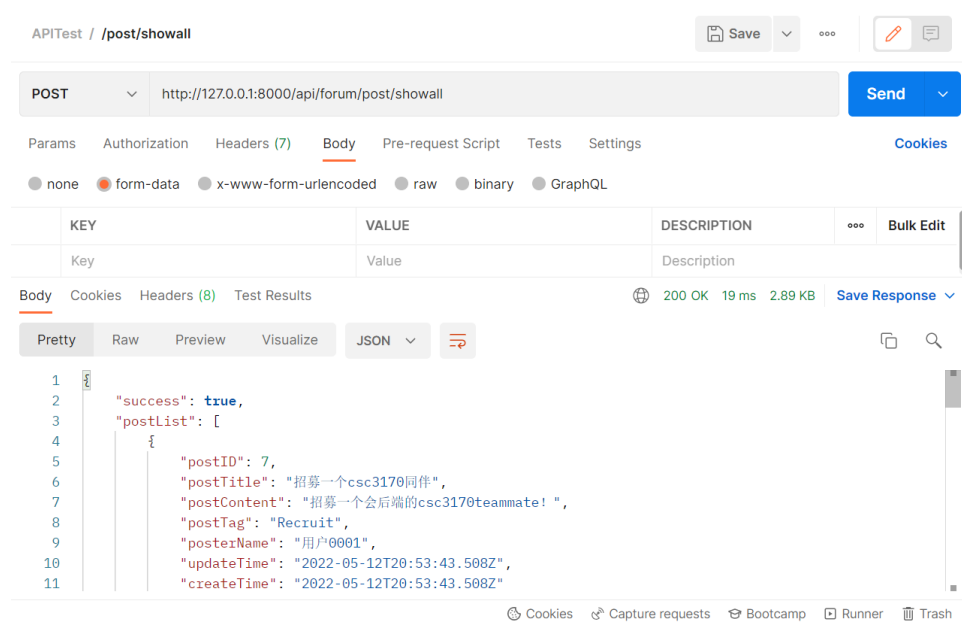 APITest / /post/showall
Save
POST
http://127.0.0.1:8000/api/forum/post/showall
Send
Params Authorization Headers (7) Body Pre-request Script Tests Settings Cookies
none form-data x-www-form-urlencoded raw binary GraphQL
KEY VALUE DESCRIPTION Bulk Edit
Key Value Description
Body Cookies Headers (8) Test Results 200 OK 19 ms 2.89 KB Save Response
Pretty Raw Preview Visualize JSON
1 {
2 "success": true,
3 "postList": [
4 {
5 "postID": 7,
6 "postTitle": "招募一个csc3170同伴",
7 "postContent": "招募一个会后端的csc3170teammate！",
8 "postTag": "Recruit",
9 "posterName": "用户0001",
10 "updateTime": "2022-05-12T20:53:43.508Z",
11 "createTime": "2022-05-12T20:53:43.508Z"
Cookies Capture requests Bootcamp Runner Trash